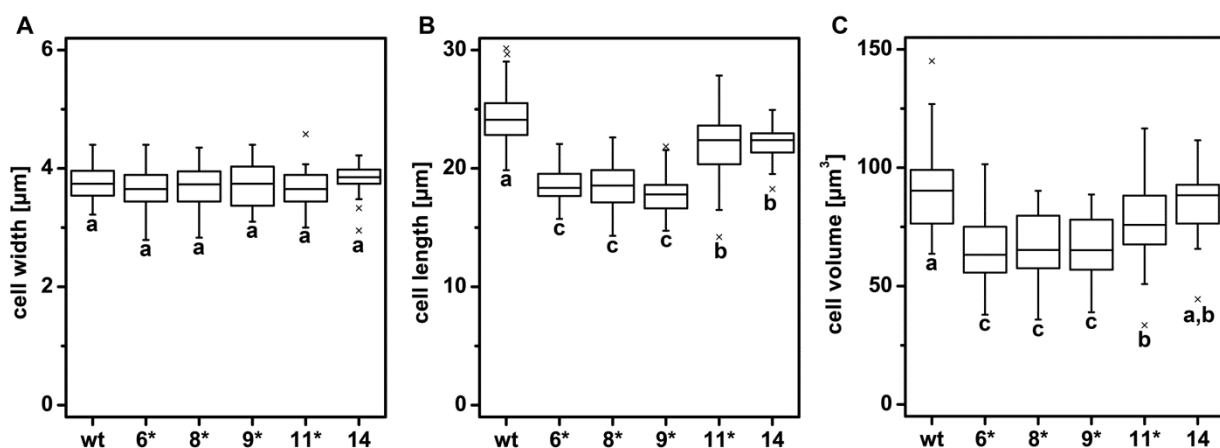 A
cell width [µm]
6
4
2
0
a
a
a
a
a
a
wt
6*
8*
9*
11*
14
B
cell length [µm]
30
20
10
0
a
c
c
c
b
b
wt
6*
8*
9*
11*
14
C
cell volume [µm³]
150
100
50
0
a
c
c
c
b
a,b
wt
6*
8*
9*
11*
14